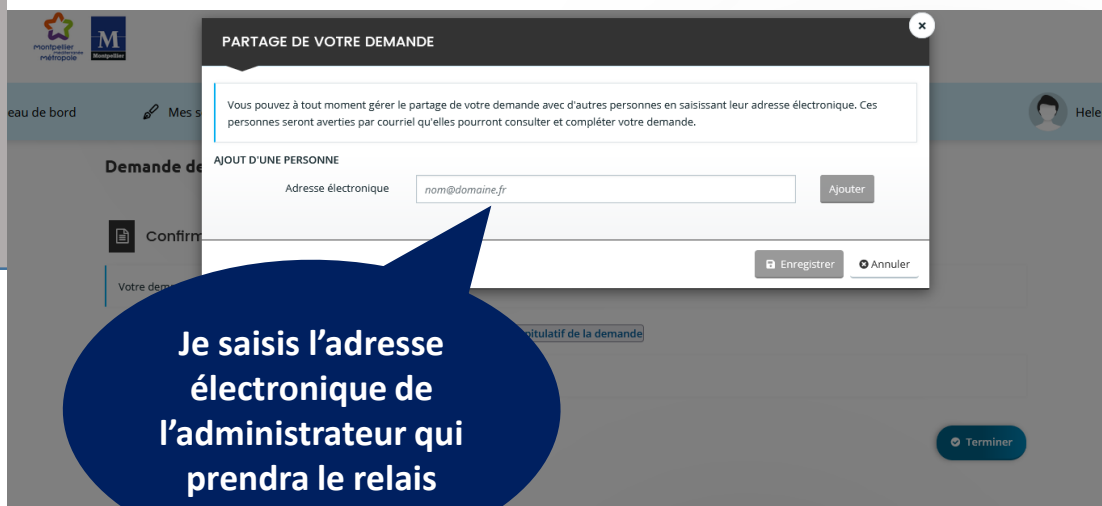 Montpellier
Méditerranée
métropole
M
Montpellier
PARTAGE DE VOTRE DEMANDE
eau de bord
Mes s
Hele
Vous pouvez à tout moment gérer le partage de votre demande avec d'autres personnes en saisissant leur adresse électronique. Ces
personnes seront averties par courriel qu'elles pourront consulter et compléter votre demande.
Demande de
AJOUT D'UNE PERSONNE
Adresse électronique nom@domaine.fr Ajouter
Confirm
Enregistrer Annuler
Votre dem
pitulatif de la demande
Je saisis l'adresse
électronique de
l'administrateur qui
prendra le relais
Terminer